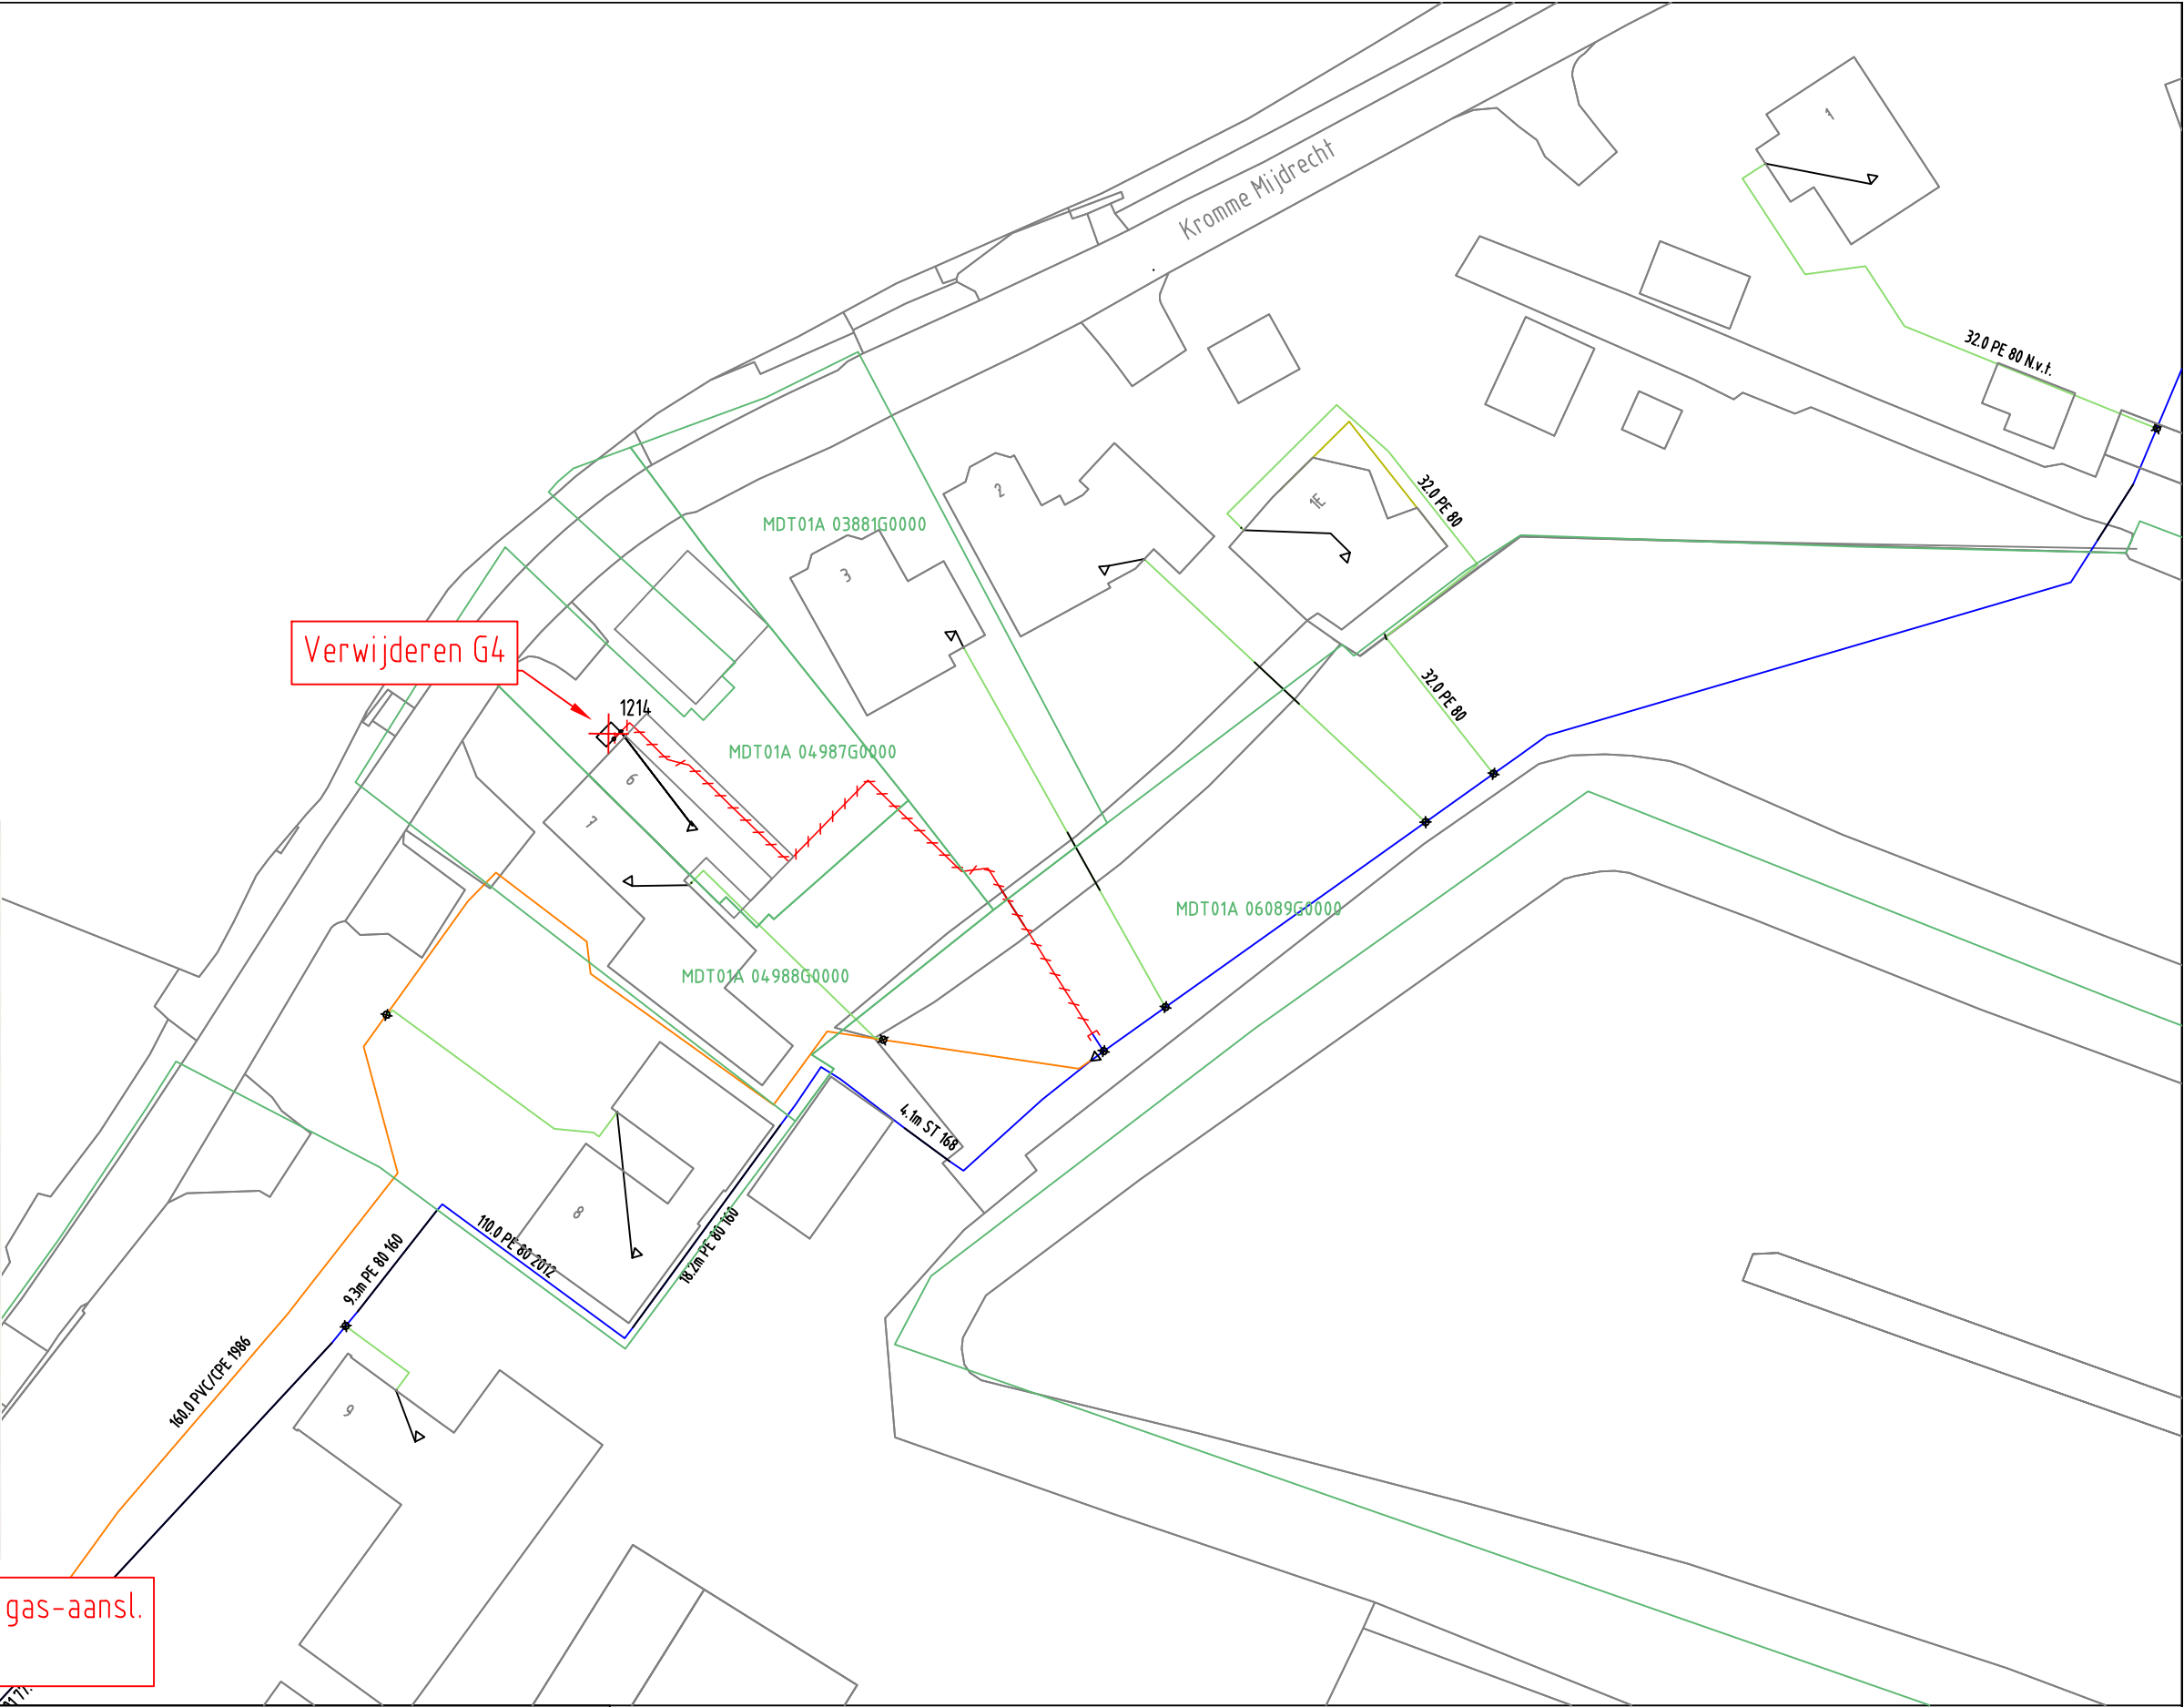 1
Kromme Mijdrecht
32.0 PE 80 N.v.t.
2
1E
32.0 PE 80
MDT01A 03881G0000
3
Verwijderen G4
1214
32.0 PE 80
MDT01A 04987G0000
6
7
MDT01A 06089G0000
MDT01A 04988G0000
4.1m ST 168
8
110.0 PE 80 2012
18.2m PE 80 160
9.3m PE 80 160
160.0 PVC/CPE 1986
9
gas-aansl.